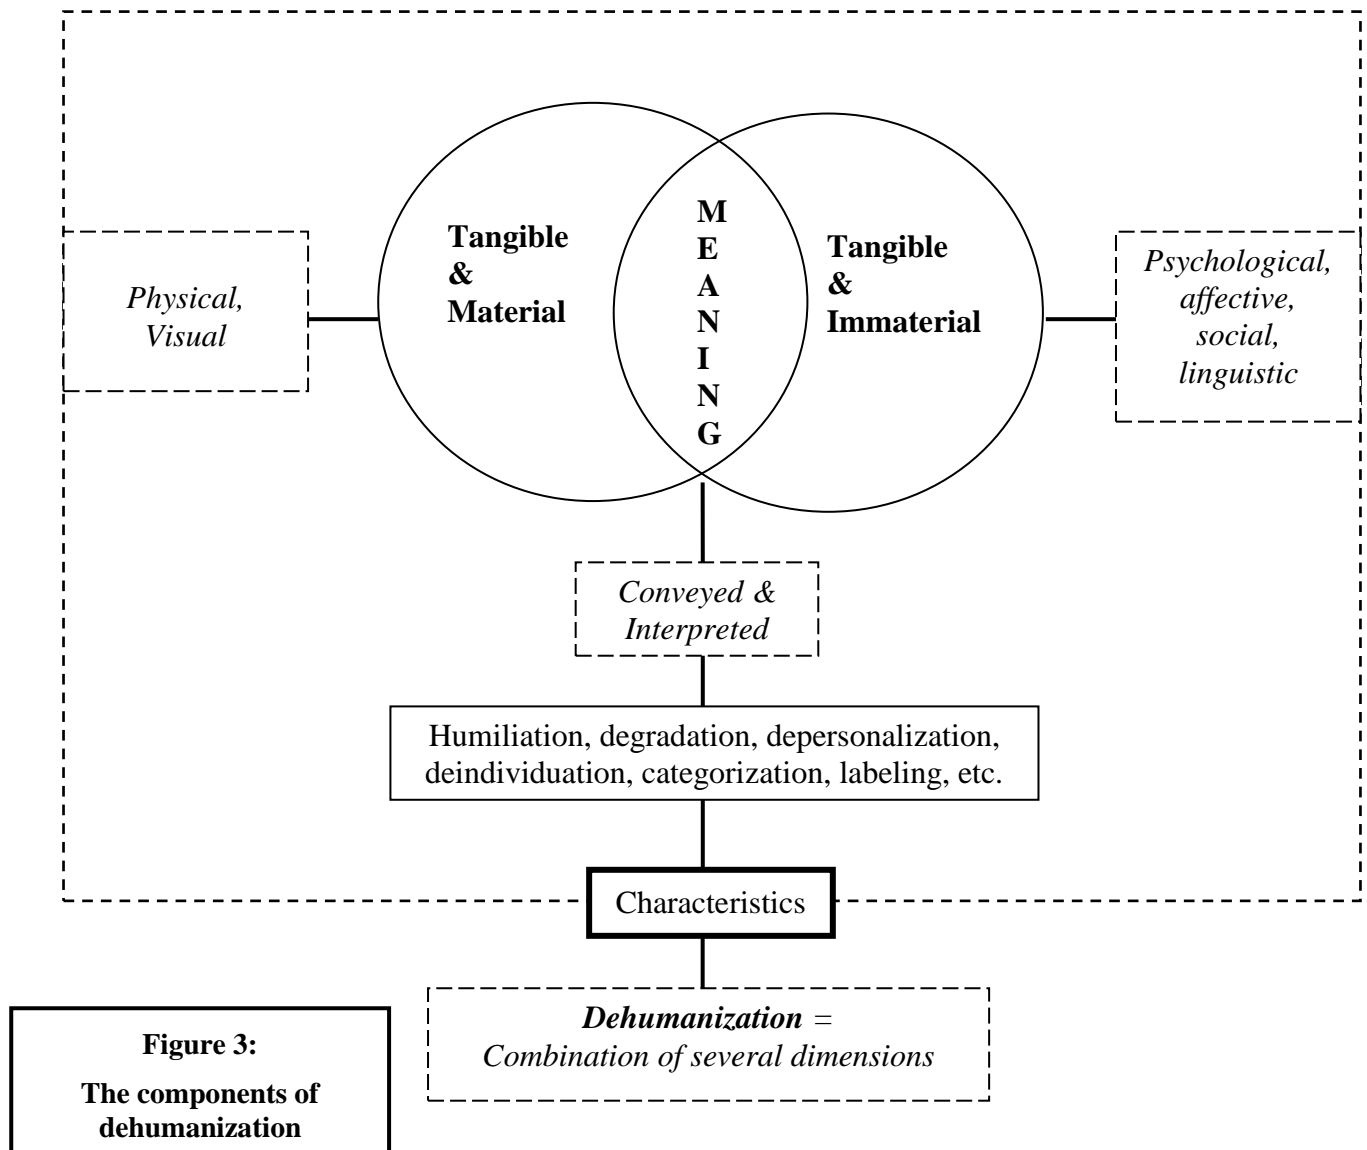 Physical,
Visual
Tangible
&
Material
M
E
A
N
I
N
G
Tangible
&
Immaterial
Psychological,
affective,
social,
linguistic
Conveyed &
Interpreted
Humiliation, degradation, depersonalization,
deindividuation, categorization, labeling, etc.
Characteristics
Dehumanization =
Combination of several dimensions
Figure 3:
The components of
dehumanization